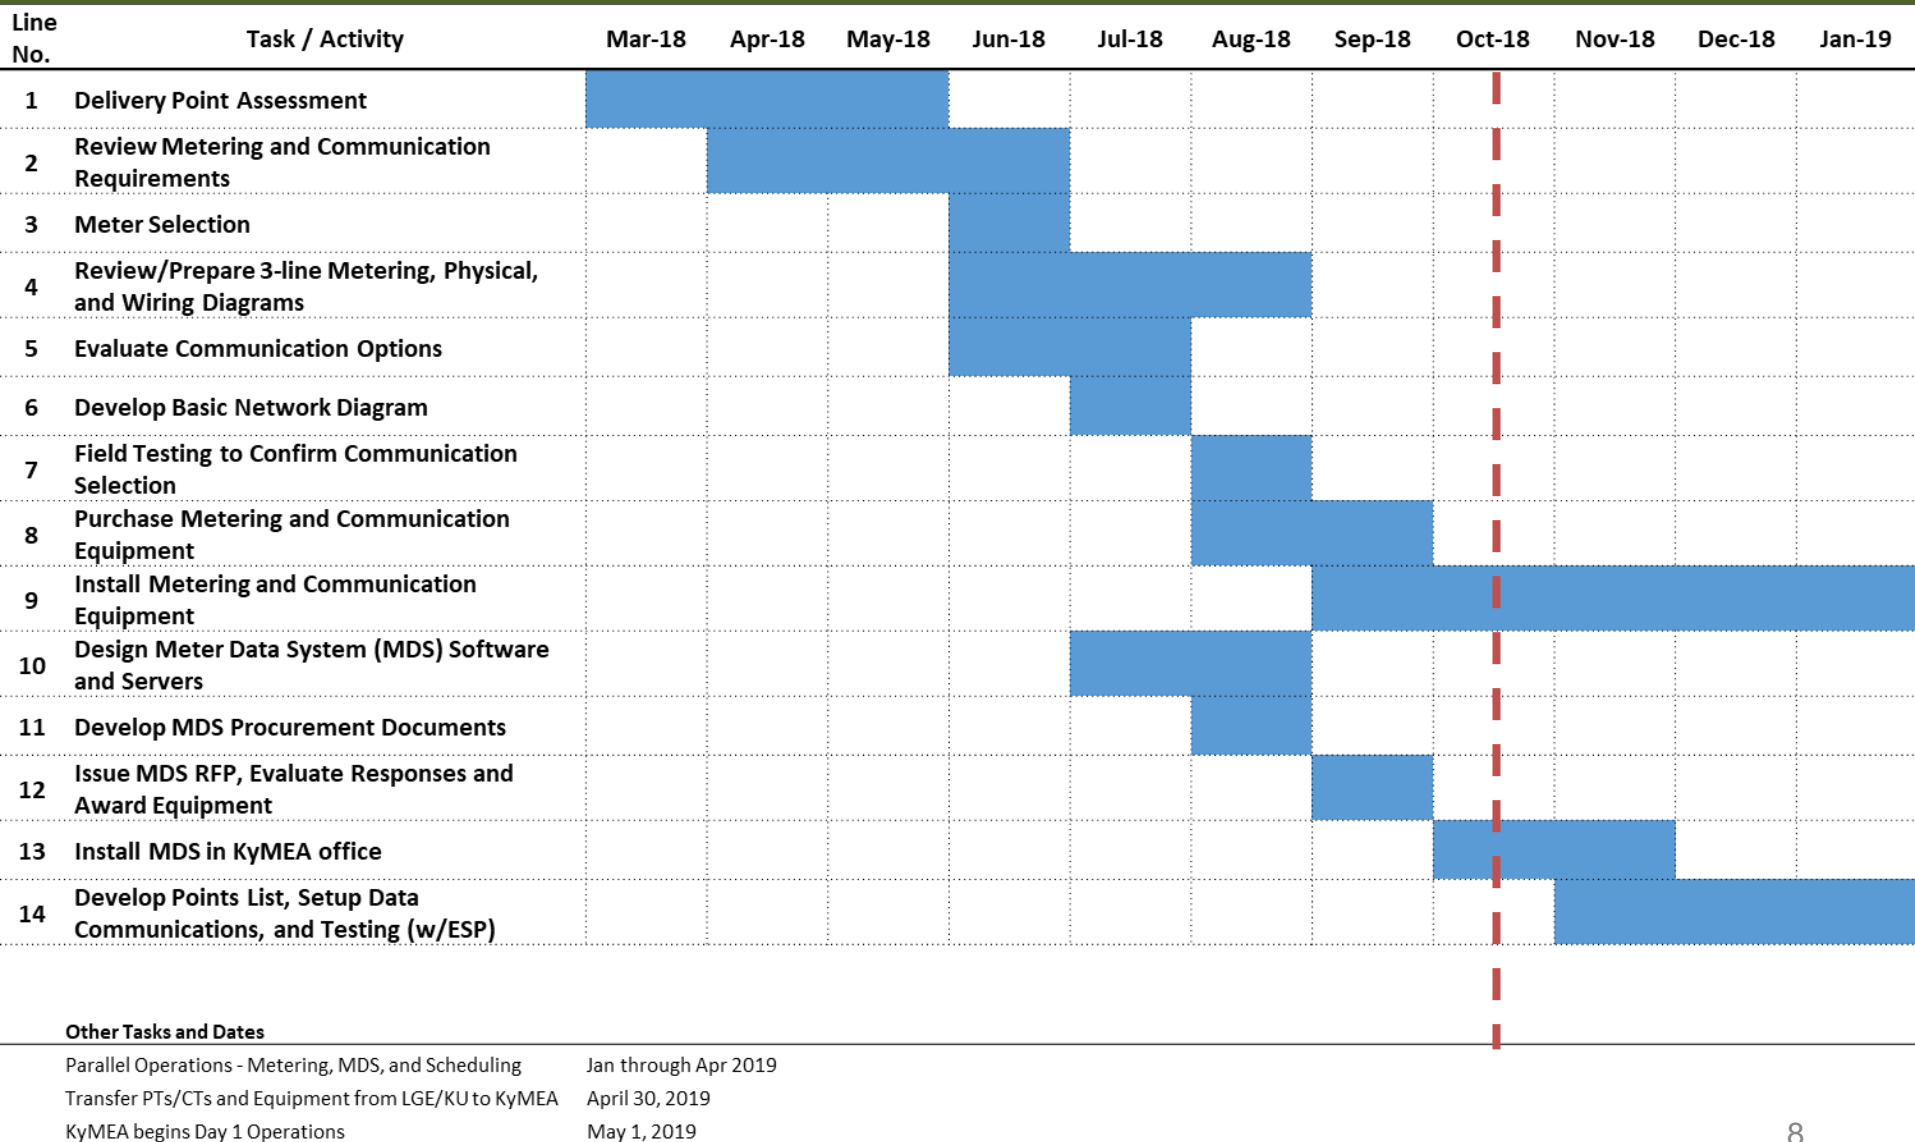 Line No.
Task / Activity
Mar-18 Apr-18 May-18 Jun-18 Jul-18 Aug-18 Sep-18 Oct-18 Nov-18 Dec-18 Jan-19
1 Delivery Point Assessment
2 Review Metering and Communication
Requirements
3 Meter Selection
4 Review/Prepare 3-line Metering, Physical,
and Wiring Diagrams
5 Evaluate Communication Options
6 Develop Basic Network Diagram
7 Field Testing to Confirm Communication
Selection
8 Purchase Metering and Communication
Equipment
9 Install Metering and Communication
Equipment
10 Design Meter Data System (MDS) Software
and Servers
11 Develop MDS Procurement Documents
12 Issue MDS RFP, Evaluate Responses and
Award Equipment
13 Install MDS in KyMEA office
14 Develop Points List, Setup Data
Communications, and Testing (w/ESP)
Other Tasks and Dates
Parallel Operations - Metering, MDS, and Scheduling Jan through Apr 2019
Transfer PTs/CTs and Equipment from LGE/KU to KyMEA April 30, 2019
KyMEA begins Day 1 Operations May 1, 2019
8